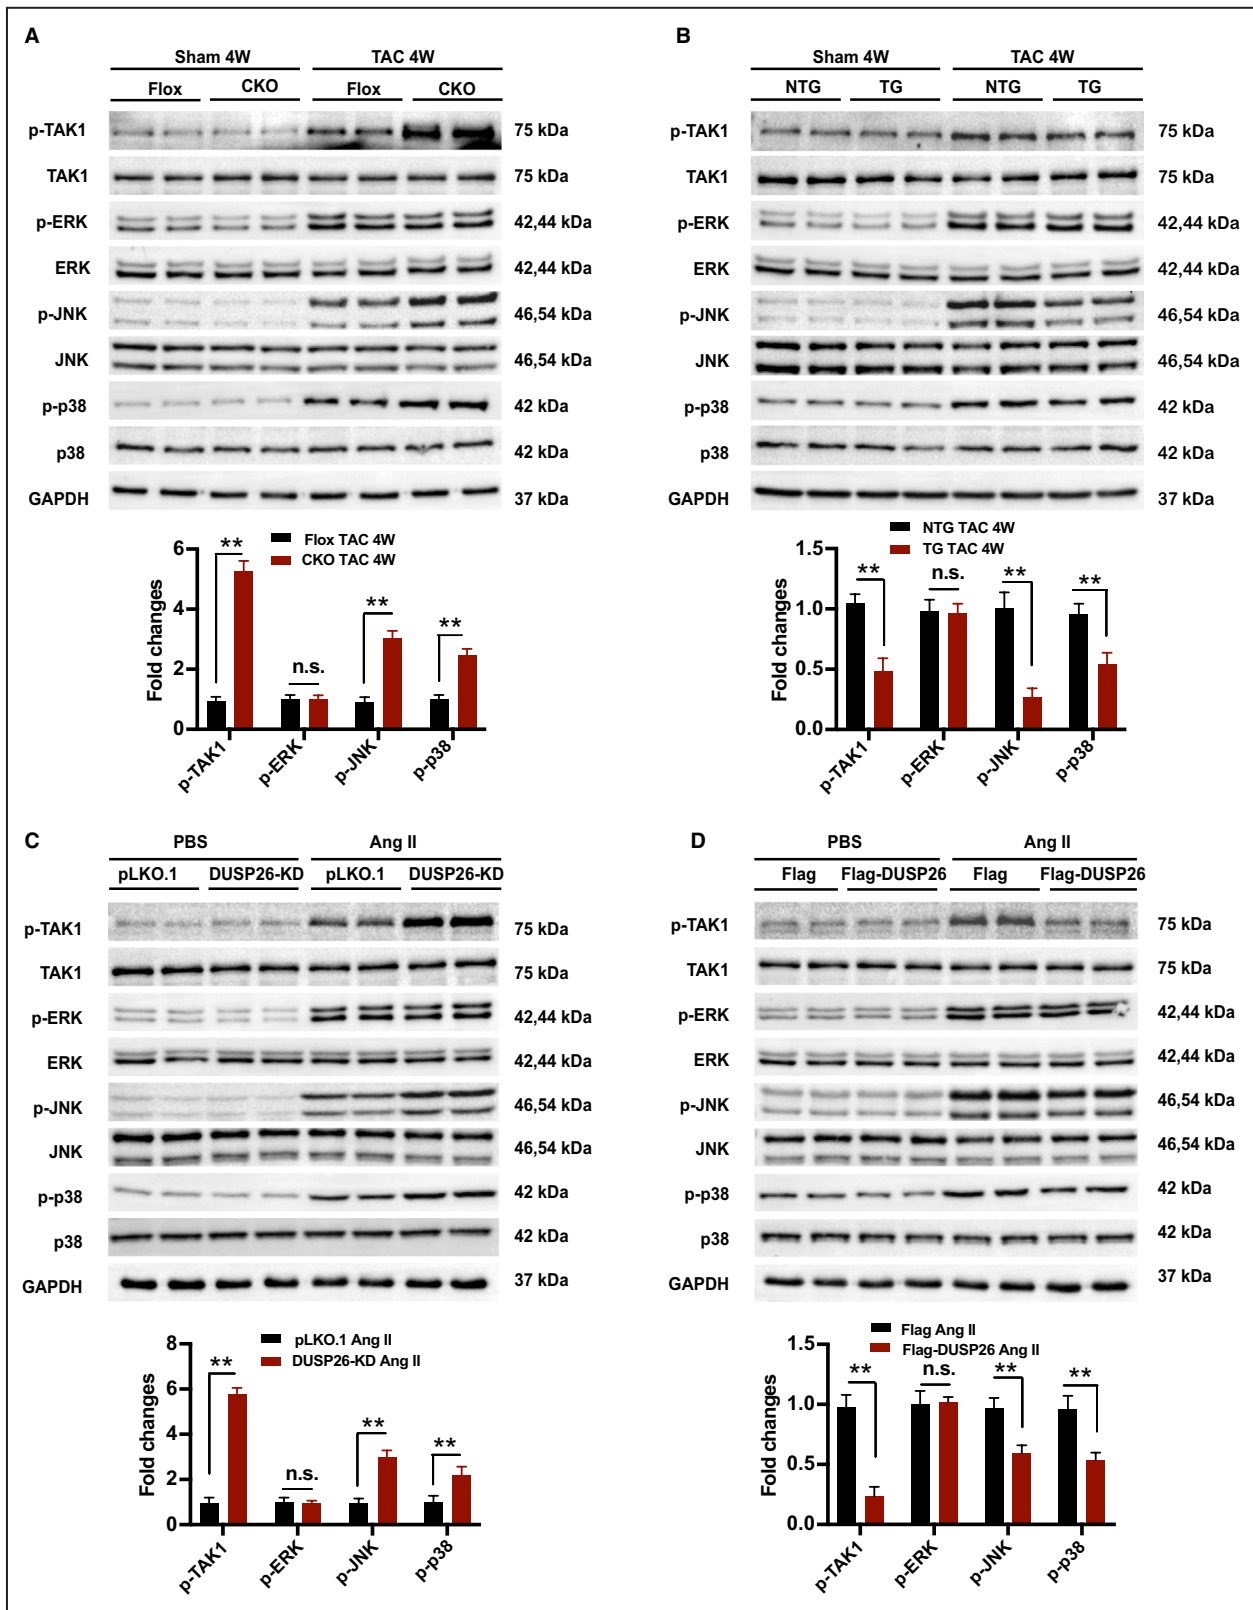 A
Sham 4W TAC 4W
Flox CKO Flox CKO
p-TAK1 75 kDa
TAK1 75 kDa
p-ERK 42,44 kDa
ERK 42,44 kDa
p-JNK 46,54 kDa
JNK 46,54 kDa
p-p38 42 kDa
p38 42 kDa
GAPDH 37 kDa
Flox TAC 4W
CKO TAC 4W
Fold changes
6
4
2
0
** n.s. ** **
p-TAK1 p-ERK p-JNK p-p38
B
Sham 4W TAC 4W
NTG TG NTG TG
p-TAK1 75 kDa
TAK1 75 kDa
p-ERK 42,44 kDa
ERK 42,44 kDa
p-JNK 46,54 kDa
JNK 46,54 kDa
p-p38 42 kDa
p38 42 kDa
GAPDH 37 kDa
NTG TAC 4W
TG TAC 4W
Fold changes
1.5
1.0
0.5
0.0
** n.s. ** **
p-TAK1 p-ERK p-JNK p-p38
C
PBS Ang II
pLKO.1 DUSP26-KD pLKO.1 DUSP26-KD
p-TAK1 75 kDa
TAK1 75 kDa
p-ERK 42,44 kDa
ERK 42,44 kDa
p-JNK 46,54 kDa
JNK 46,54 kDa
p-p38 42 kDa
p38 42 kDa
GAPDH 37 kDa
pLKO.1 Ang II
DUSP26-KD Ang II
Fold changes
8
6
4
2
0
** n.s. ** **
p-TAK1 p-ERK p-JNK p-p38
D
PBS Ang II
Flag Flag-DUSP26 Flag Flag-DUSP26
p-TAK1 75 kDa
TAK1 75 kDa
p-ERK 42,44 kDa
ERK 42,44 kDa
p-JNK 46,54 kDa
JNK 46,54 kDa
p-p38 42 kDa
p38 42 kDa
GAPDH 37 kDa
Flag Ang II
Flag-DUSP26 Ang II
Fold changes
1.5
1.0
0.5
0.0
** n.s. ** **
p-TAK1 p-ERK p-JNK p-p38